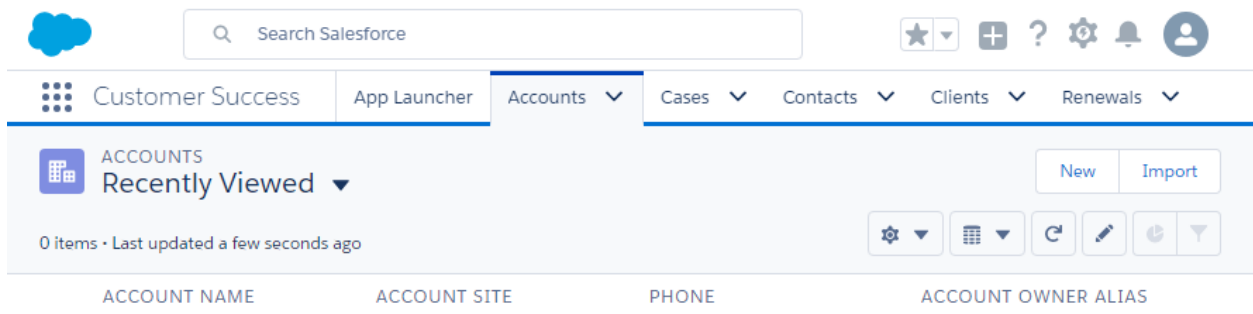 Search Salesforce
Customer Success App Launcher Accounts Cases Contacts Clients Renewals
ACCOUNTS
Recently Viewed
New Import
0 items • Last updated a few seconds ago
ACCOUNT NAME ACCOUNT SITE PHONE ACCOUNT OWNER ALIAS